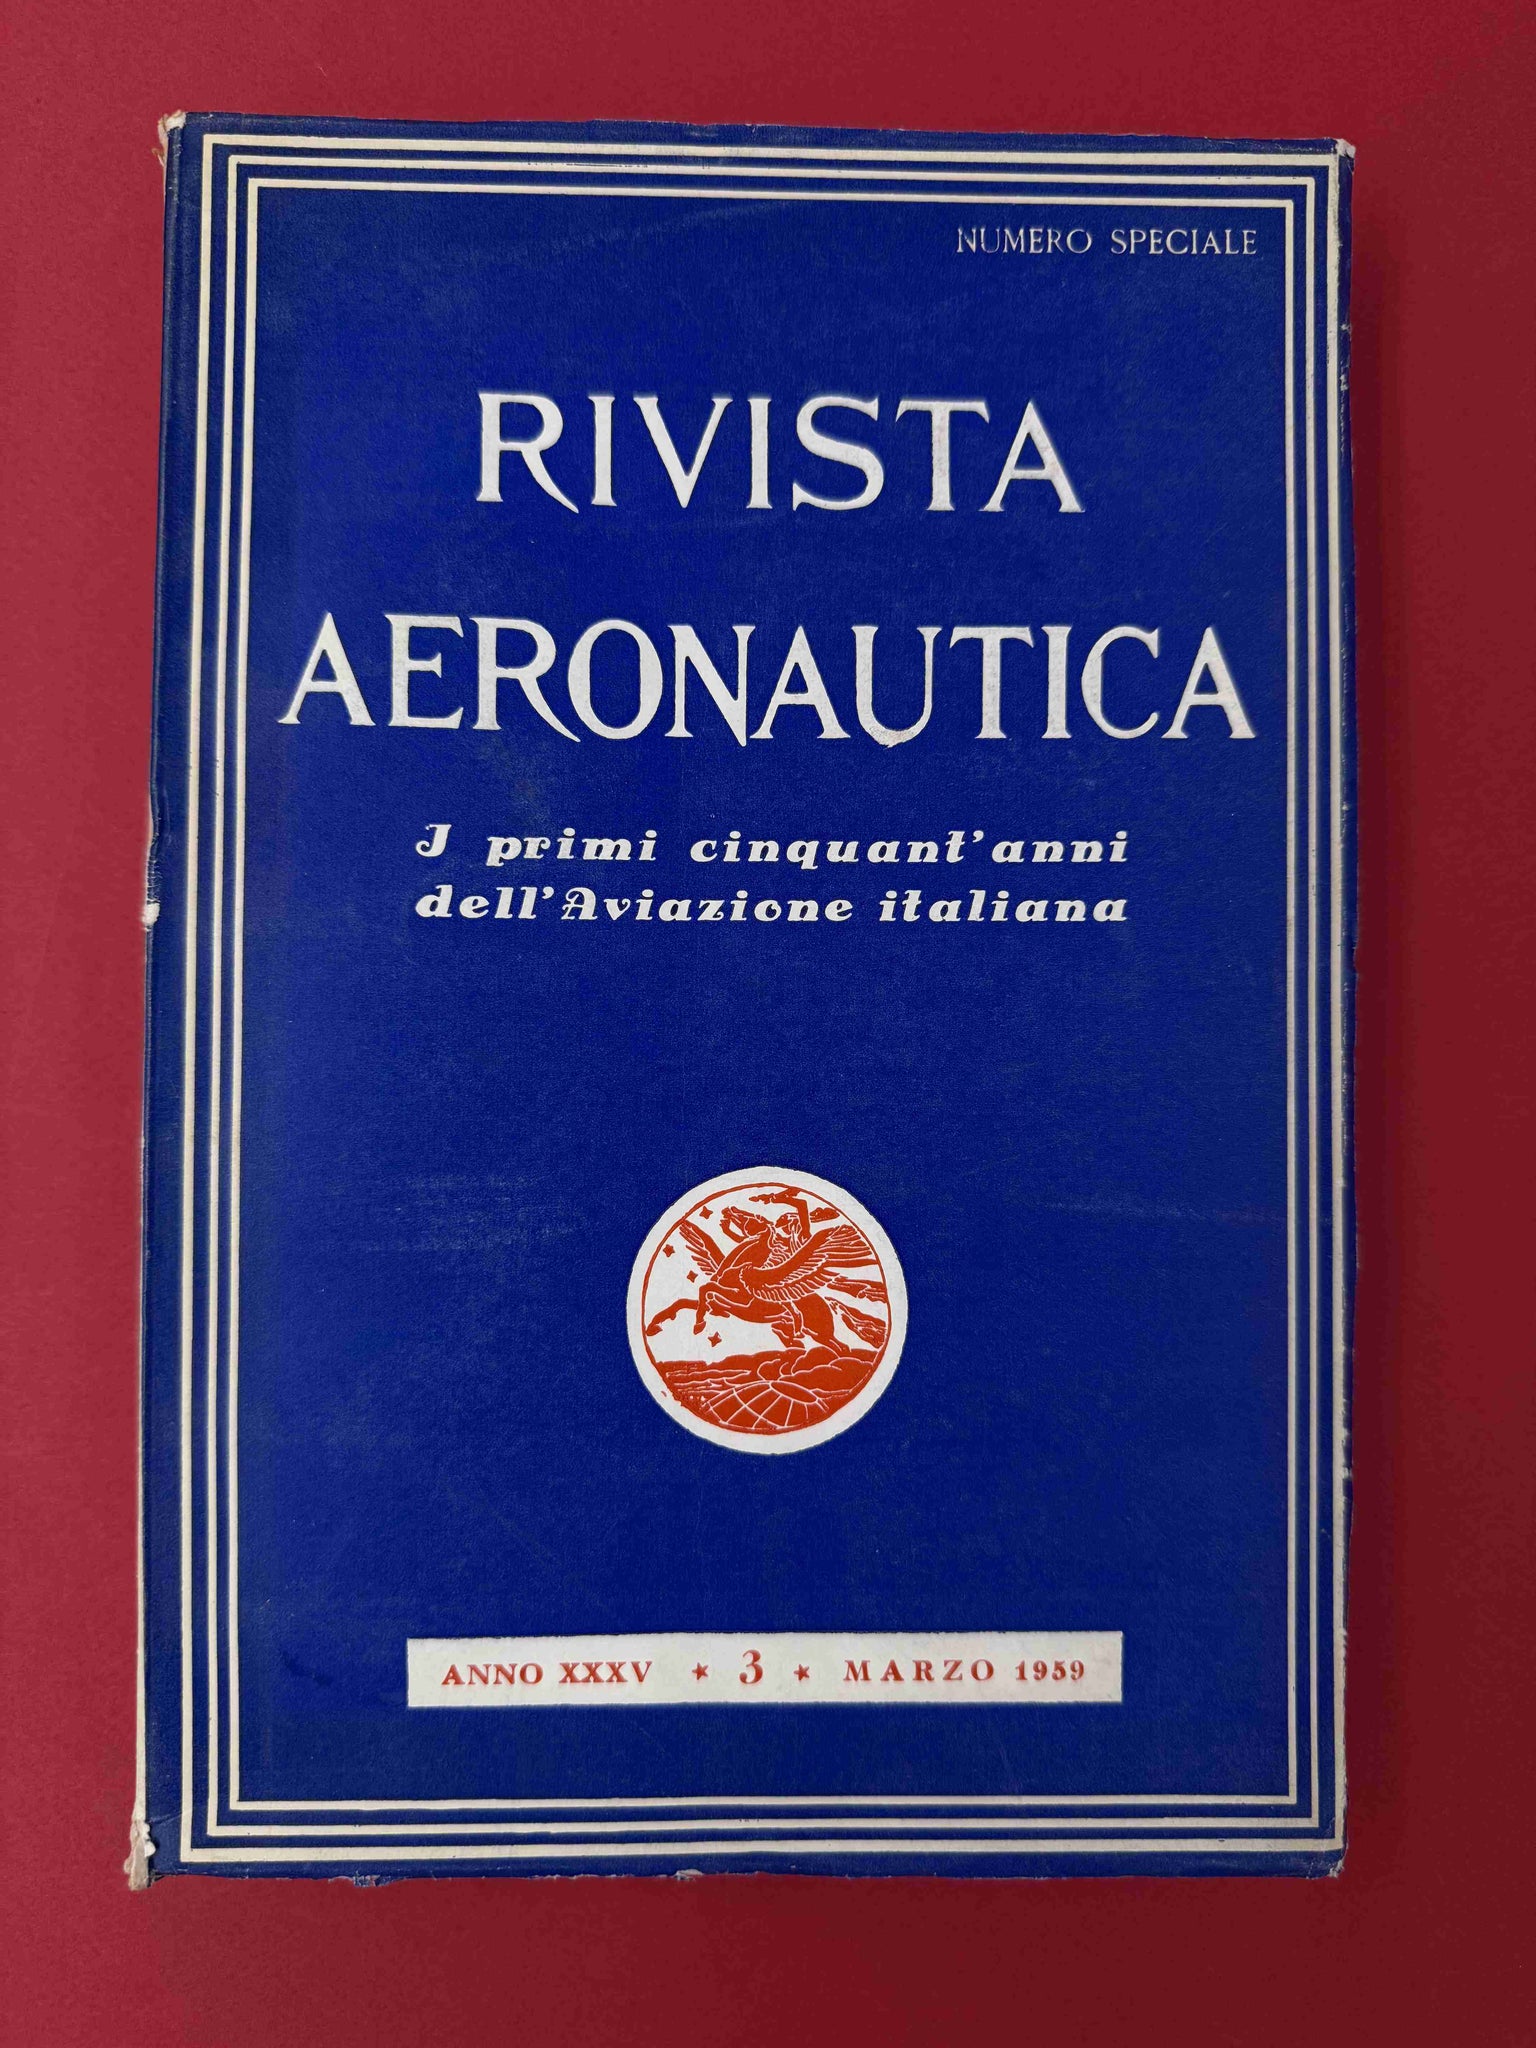 NUMERO SPECIALE
RIVISTA
AERONAUTICA
I primi cinquant'anni
dell'Aviazione italiana
ANNO XXXV ★ 3 ★ MARZO 1959